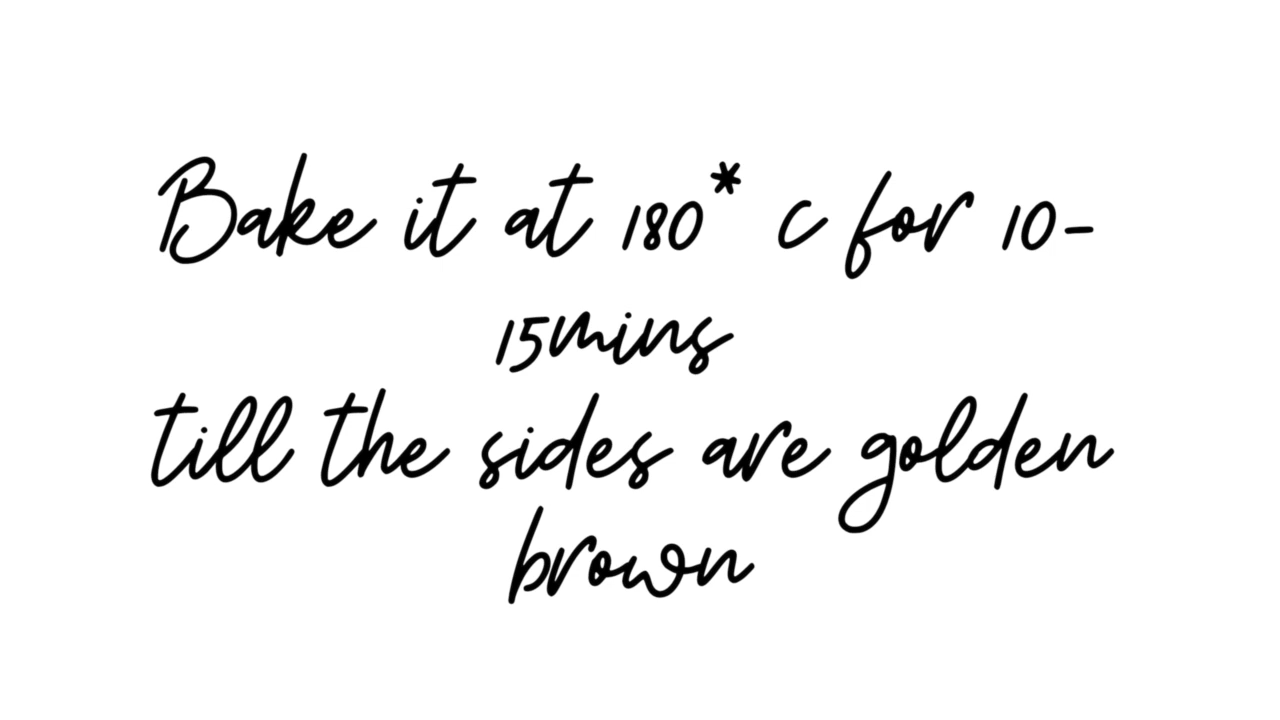 Bake it at 180* c for 10-
15mins
till the sides are golden
brown